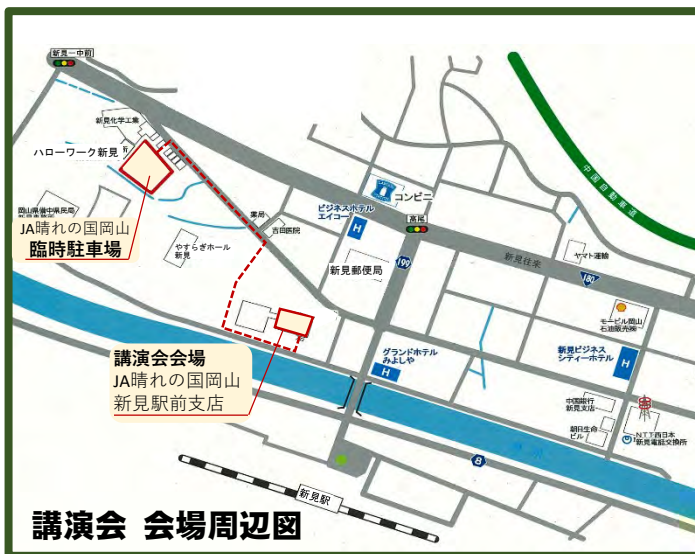 新見一中前
新見化学工業
ハローワーク新見
岡山県備中県民局
JA晴れの国岡山
臨時駐車場
薬局
吉田医院
やすらぎホール
新見
ビジネスホテル
エイコー
H
コンビニ
高尾
199
新見郵便局
新見往来
180
ヤマト運輸
中国自動車道
モービル岡山
石油販売㈱
新見ビジネス
シティーホテル
H
グランドホテル
みよしや
H
中国銀行
新見支店
朝日生命
ビル
NTT西日本
新見電話交換所
8
講演会会場
JA晴れの国岡山
新見駅前支店
新見駅
講演会 会場周辺図